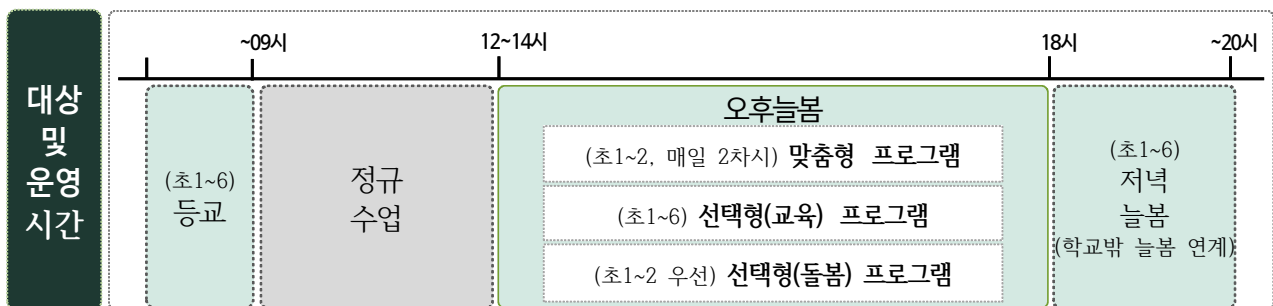 대상
및
운영
시간
~09시
12~14시
18시
~20시
(초1~6)
등교
정규
수업
오후늘봄
(초1~2, 매일 2차시) 맞춤형 프로그램
(초1~6) 선택형(교육) 프로그램
(초1~2 우선) 선택형(돌봄) 프로그램
(초1~6)
저녁
늘봄
(학교밖 늘봄 연계)